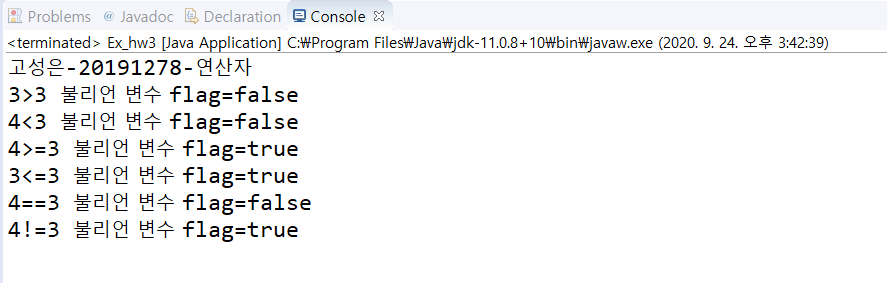 Problems @ Javadoc Declaration Console
<terminated> Ex_hw3 [Java Application] C:₩Program Files₩Java₩jdk-11.0.8+10₩bin₩javaw.exe (2020. 9. 24. 오후 3:42:39)
고성은-20191278-연산자
3>3 불리언 변수 flag=false
4<3 불리언 변수 flag=false
4>=3 불리언 변수 flag=true
3<=3 불리언 변수 flag=true
4==3 불리언 변수 flag=false
4!=3 불리언 변수 flag=true